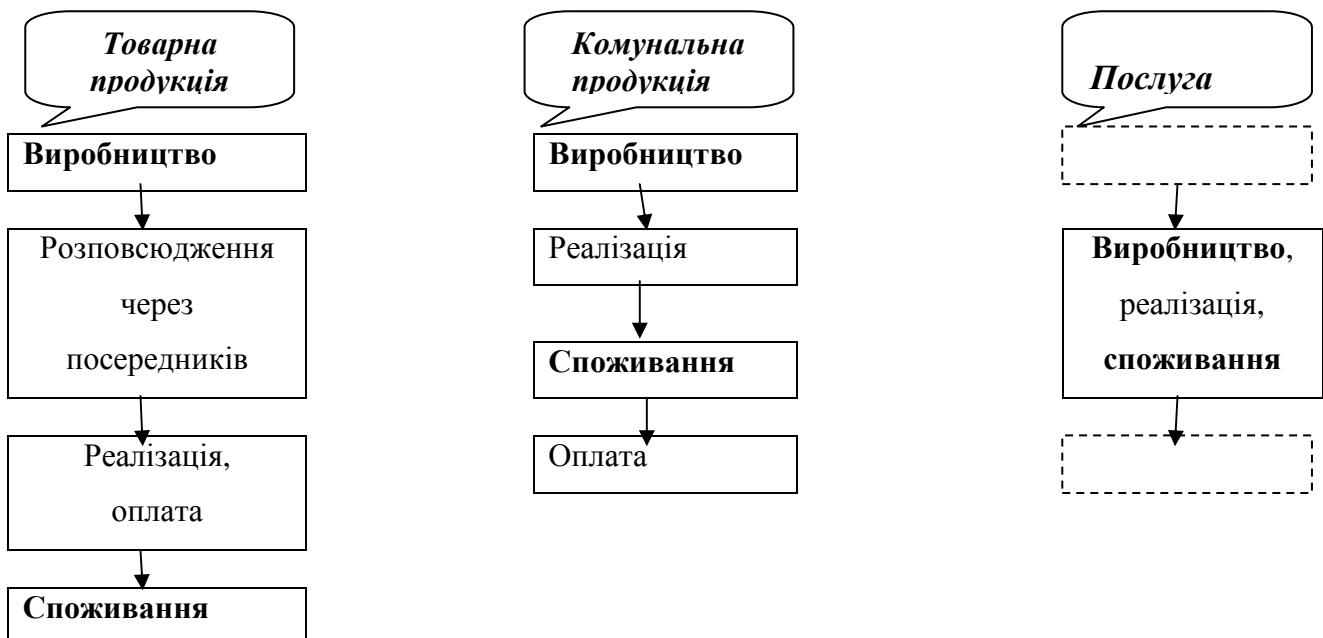 Товарна
продукція
Виробництво
Розповсюдження
через
посередників
Реалізація,
оплата
Споживання
Комунальна
продукція
Виробництво
Реалізація
Споживання
Оплата
Послуга
Виробництво,
реалізація,
споживання